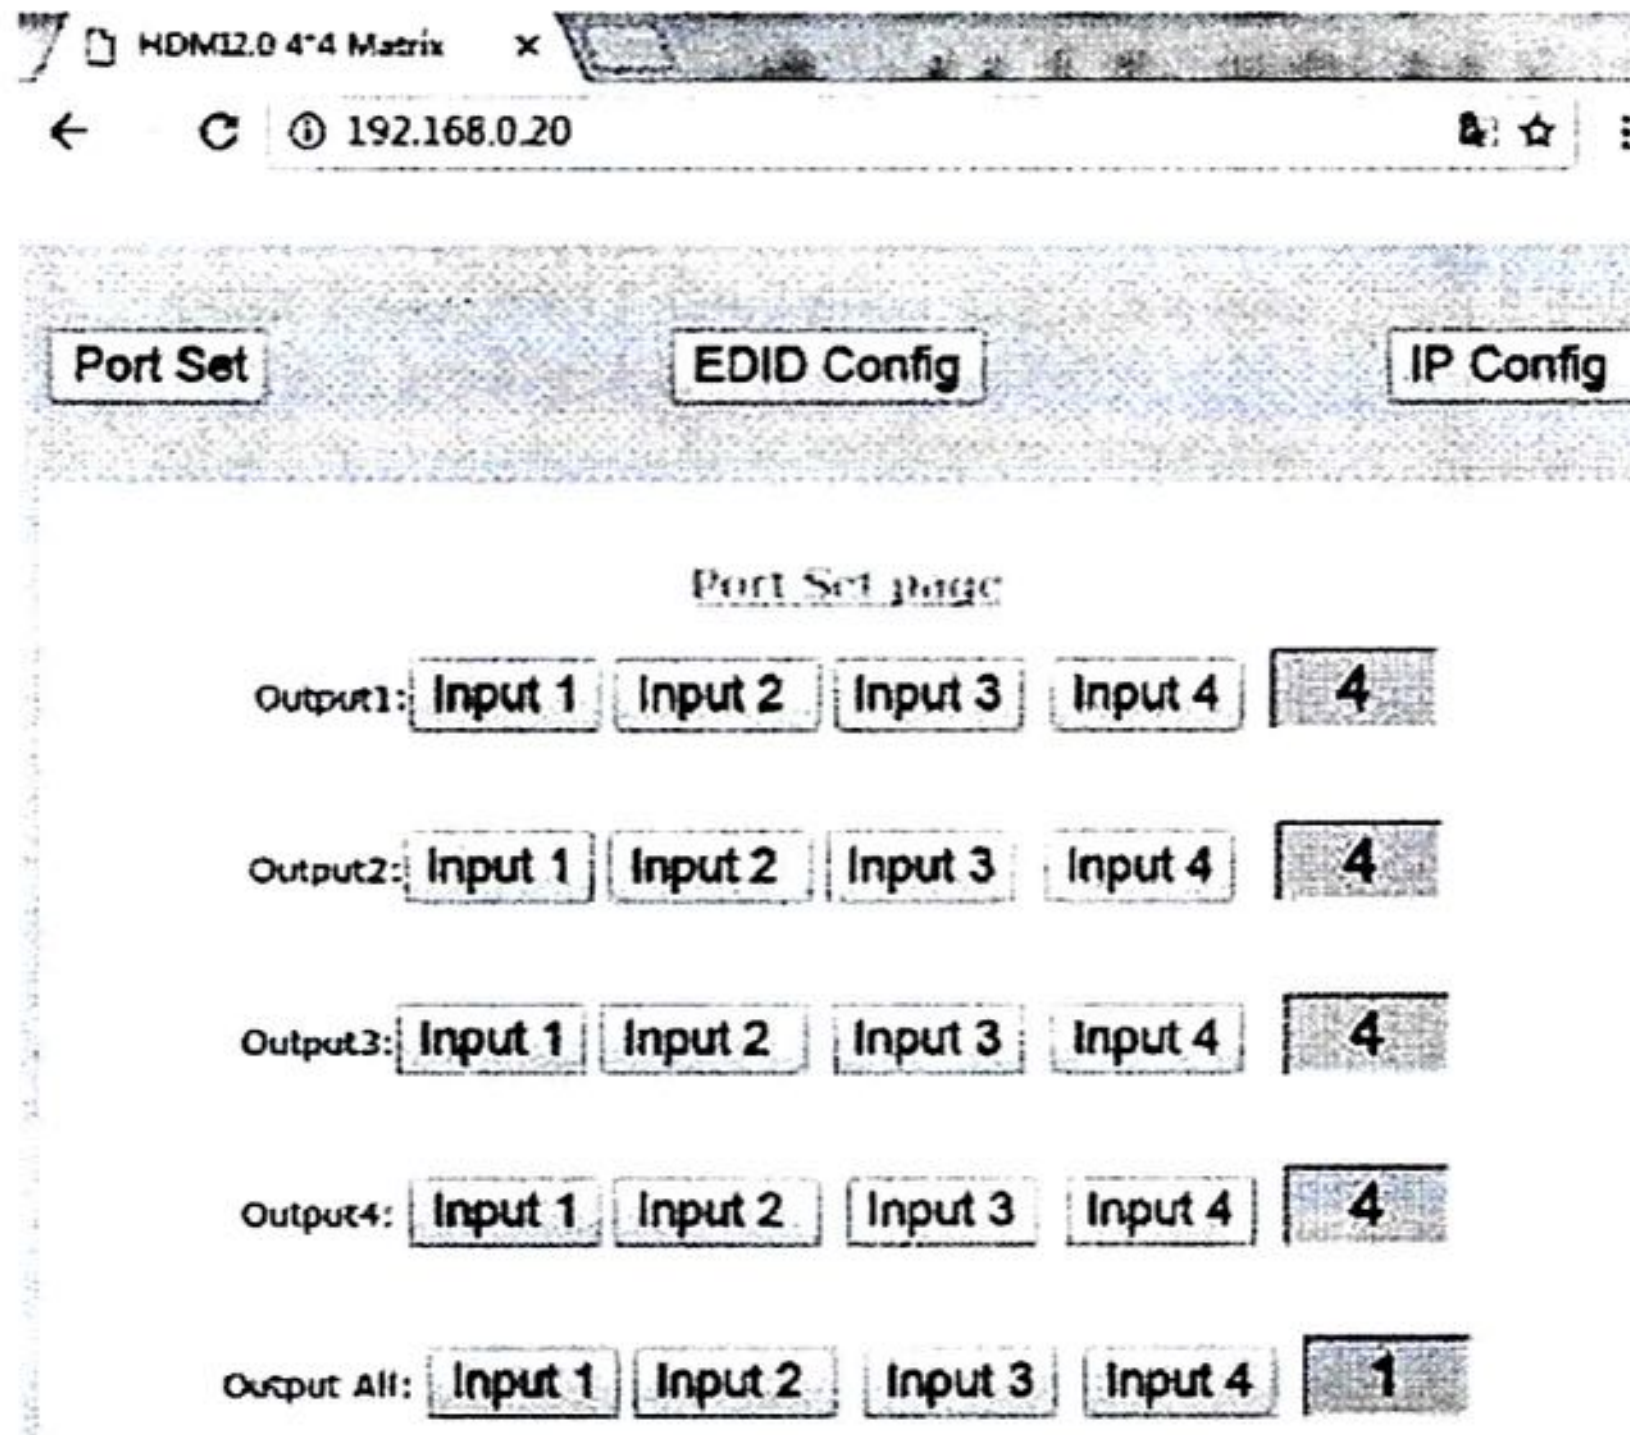 HDMI2.0 4*4 Matrix ×
192.168.0.20
Port Set EDID Config IP Config
Port Set page
Output1: Input 1 Input 2 Input 3 Input 4 4
Output2: Input 1 Input 2 Input 3 Input 4 4
Output3: Input 1 Input 2 Input 3 Input 4 4
Output4: Input 1 Input 2 Input 3 Input 4 4
Output All: Input 1 Input 2 Input 3 Input 4 1